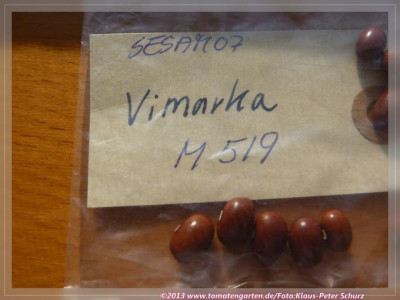 SESAM07
Vimarka
M 519
©2013 www.tomatengarten.de/Foto:Klaus-Peter Schurz